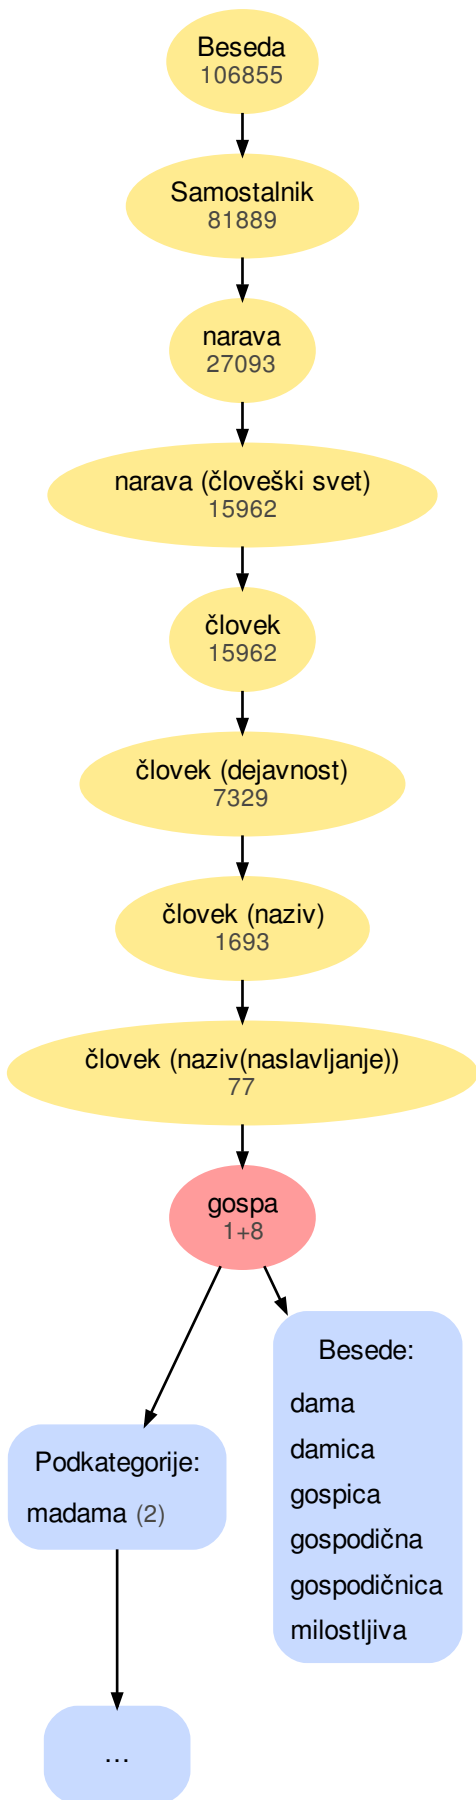 Beseda
106855
Samostalnik
81889
narava
27093
narava (človeški svet)
15962
človek
15962
človek (dejavnost)
7329
človek (naziv)
1693
človek (naziv(naslavljanje))
77
gospa
1+8
Besede:
dama
damica
gospica
gospodična
gospodičnica
milostljiva
Podkategorije:
madama (2)
...